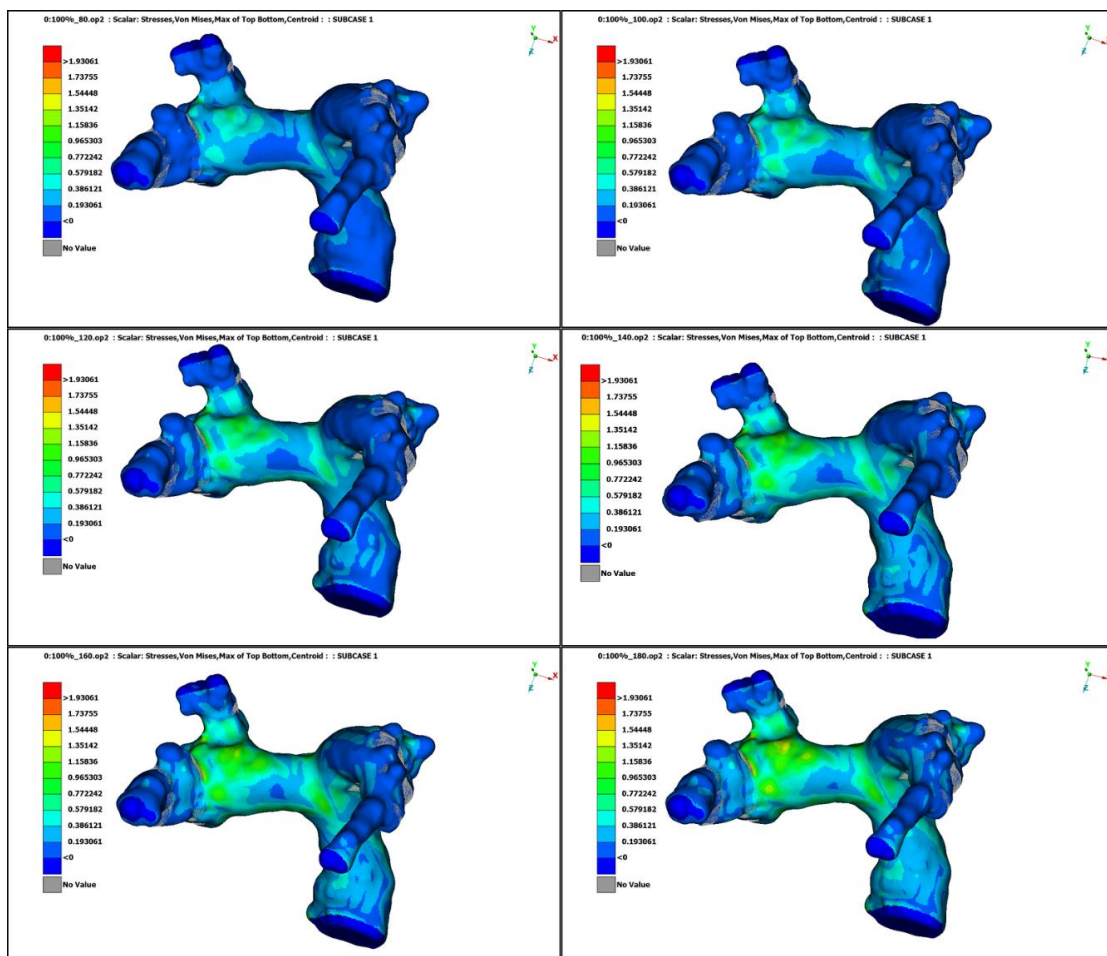 0:100%_80.op2 : Scalar: Stresses,Von Mises,Max of Top Bottom,Centroid : : SUBCASE 1
>1.93061
1.73755
1.54448
1.35142
1.15836
0.965303
0.772242
0.579182
0.386121
0.193061
<0
No Value
Y
X
Z
0:100%_100.op2 : Scalar: Stresses,Von Mises,Max of Top Bottom,Centroid : : SUBCASE 1
>1.93061
1.73755
1.54448
1.35142
1.15836
0.965303
0.772242
0.579182
0.386121
0.193061
<0
No Value
Y
X
Z
0:100%_120.op2 : Scalar: Stresses,Von Mises,Max of Top Bottom,Centroid : : SUBCASE 1
>1.93061
1.73755
1.54448
1.35142
1.15836
0.965303
0.772242
0.579182
0.386121
0.193061
<0
No Value
Y
X
Z
0:100%_140.op2 : Scalar: Stresses,Von Mises,Max of Top Bottom,Centroid : : SUBCASE 1
>1.93061
1.73755
1.54448
1.35142
1.15836
0.965303
0.772242
0.579182
0.386121
0.193061
<0
No Value
Y
X
Z
0:100%_160.op2 : Scalar: Stresses,Von Mises,Max of Top Bottom,Centroid : : SUBCASE 1
>1.93061
1.73755
1.54448
1.35142
1.15836
0.965303
0.772242
0.579182
0.386121
0.193061
<0
No Value
Y
X
Z
0:100%_180.op2 : Scalar: Stresses,Von Mises,Max of Top Bottom,Centroid : : SUBCASE 1
>1.93061
1.73755
1.54448
1.35142
1.15836
0.965303
0.772242
0.579182
0.386121
0.193061
<0
No Value
Y
X
Z